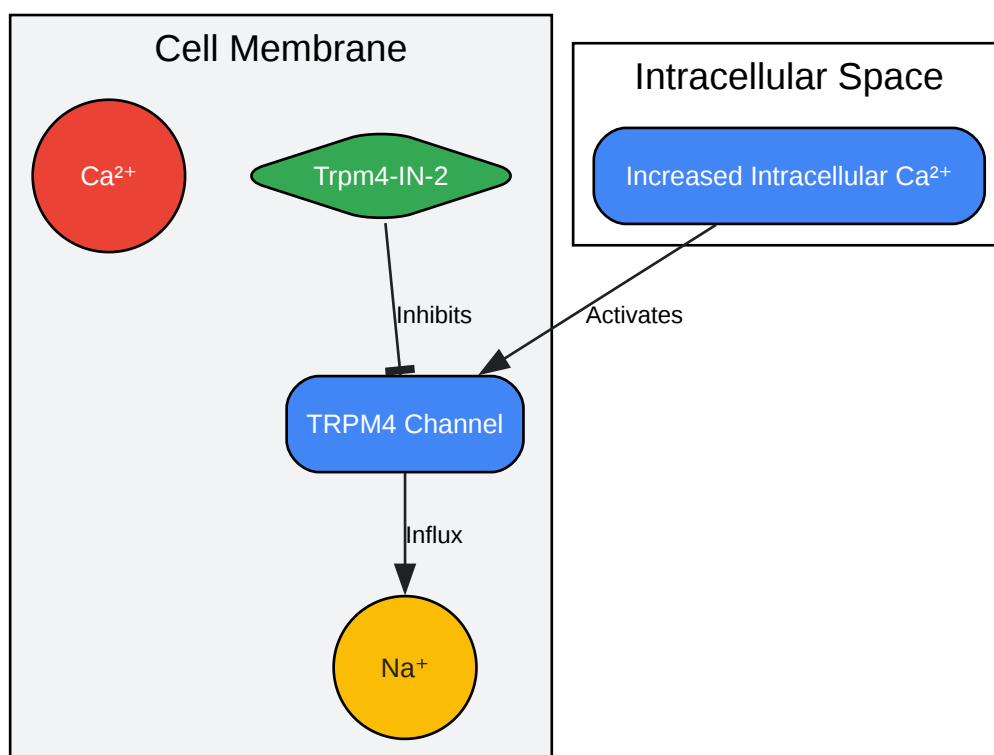 Cell Membrane
Intracellular Space
Ca²⁺
Trpm4-IN-2
Increased Intracellular Ca²⁺
Inhibits
Activates
TRPM4 Channel
Influx
Na⁺